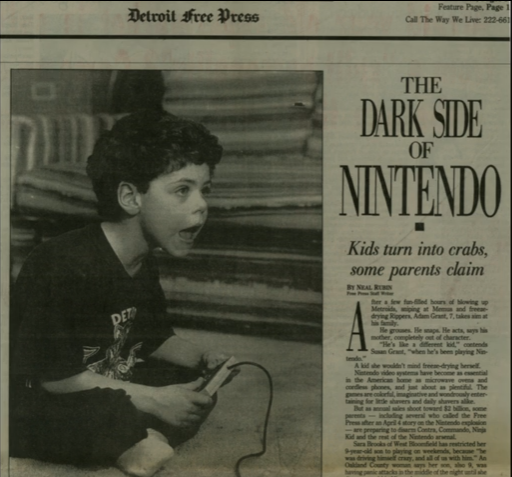 Detroit Free Press
Feature Page, Page 1
Call The Way We Live: 222-661
THE
DARK SIDE
OF
NINTENDO
Kids turn into crabs,
some parents claim
BY NEAL RUBIN
Free Press Staff Writer
After a few fun-filled hours of blowing up
Metroids, sniping at Mennos and freeze-
drying Rippers, Adam Grant, 7, takes aim at
his family.
He grouses. He snaps. He acts, says his
mother, completely out of character.
"He's like a different kid," contends
Susan Grant, "when he's been playing Nin-
tendo."
A kid she wouldn't mind freeze-drying herself.
Nintendo video systems have become as essential
to the American home as microwave ovens and
cordless phones, and just about as plentiful. The
games are colorful, imaginative and wondrously enter-
taining for little shavers and daily shavers alike.
But as annual sales shoot toward $2 billion, some
parents — including several who called the Free
Press after an April 4 story on the Nintendo explosion
— are preparing to disarm Contra, Commando, Ninja
Kid and the rest of the Nintendo arsenal.
Sara Brooks of West Bloomfield has restricted her
9-year-old son to playing on weekends, because "he
was driving himself crazy, and all of us with him." An
Oakland County woman says her son, also 9, was
having panic attacks in the middle of the night until she
DET